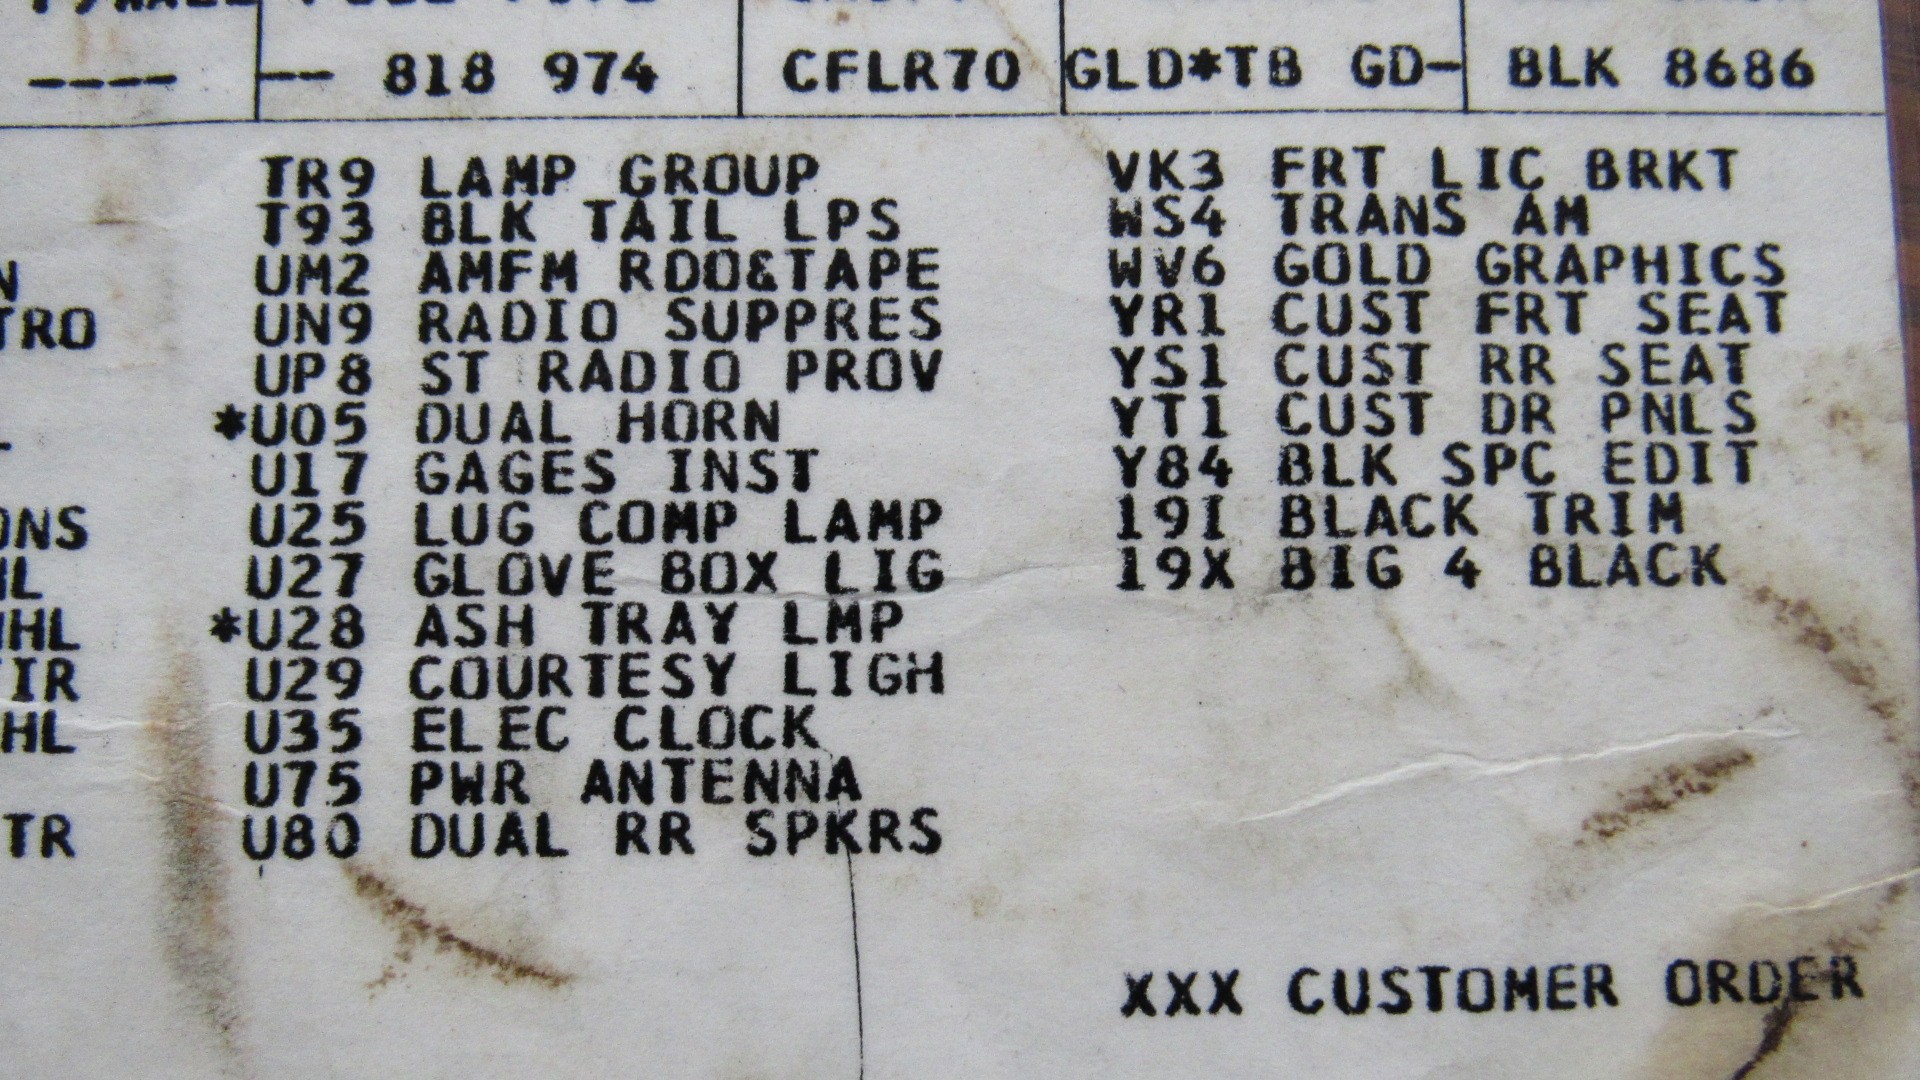 ---- -- 818 974 CFLR70 GLD*TB GD- BLK 8686
TR9 LAMP GROUP
T93 BLK TAIL LPS
UM2 AMFM RDO&TAPE
UN9 RADIO SUPPRES
UP8 ST RADIO PROV
*U05 DUAL HORN
U17 GAGES INST
U25 LUG COMP LAMP
U27 GLOVE BOX LIG
*U28 ASH TRAY LMP
U29 COURTESY LIGH
U35 ELEC CLOCK
U75 PWR ANTENNA
U80 DUAL RR SPKRS
VK3 FRT LIC BRKT
WS4 TRANS AM
WV6 GOLD GRAPHICS
YR1 CUST FRT SEAT
YS1 CUST RR SEAT
YT1 CUST DR PNLS
Y84 BLK SPC EDIT
19I BLACK TRIM
19X BIG 4 BLACK
XXX CUSTOMER ORDER